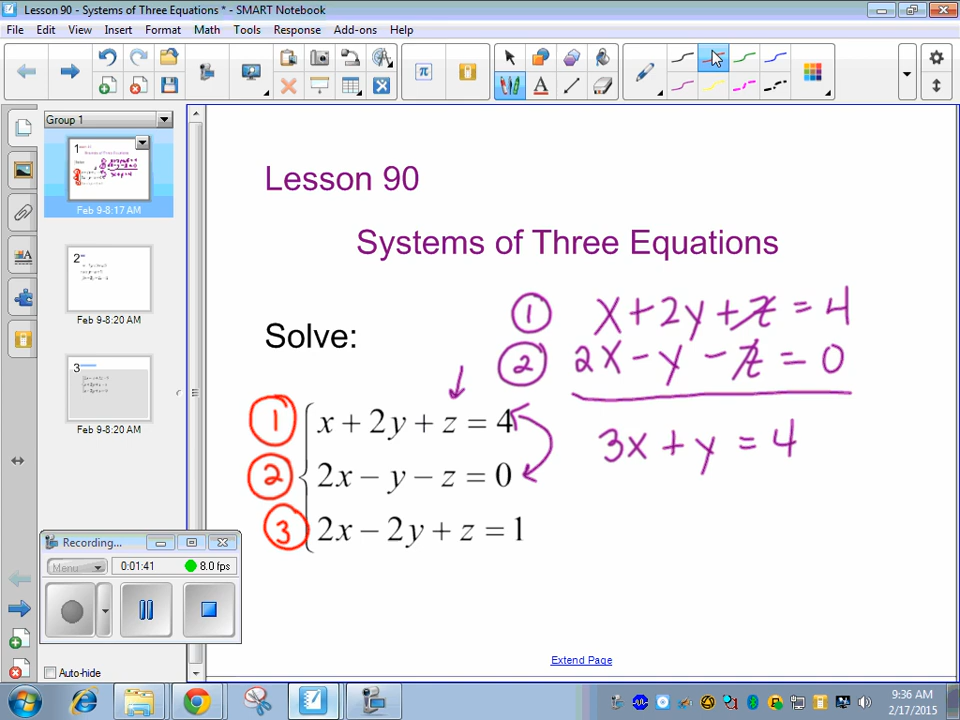 Lesson 90 - Systems of Three Equations * - SMART Notebook
File Edit View Insert Format Math Tools Response Add-ons Help
Group 1
1
Feb 9-8:17 AM
2
Feb 9-8:20 AM
3
Feb 9-8:20 AM
Lesson 90
Systems of Three Equations
Solve:
① x + 2y + z = 4
② 2x - y - z = 0
3x + y = 4
① x + 2y + z = 4
② 2x − y − z = 0
③ 2x − 2y + z = 1
Recording...
Menu 0:01:41 8.0 fps
Auto-hide
Extend Page
9:36 AM
2/17/2015